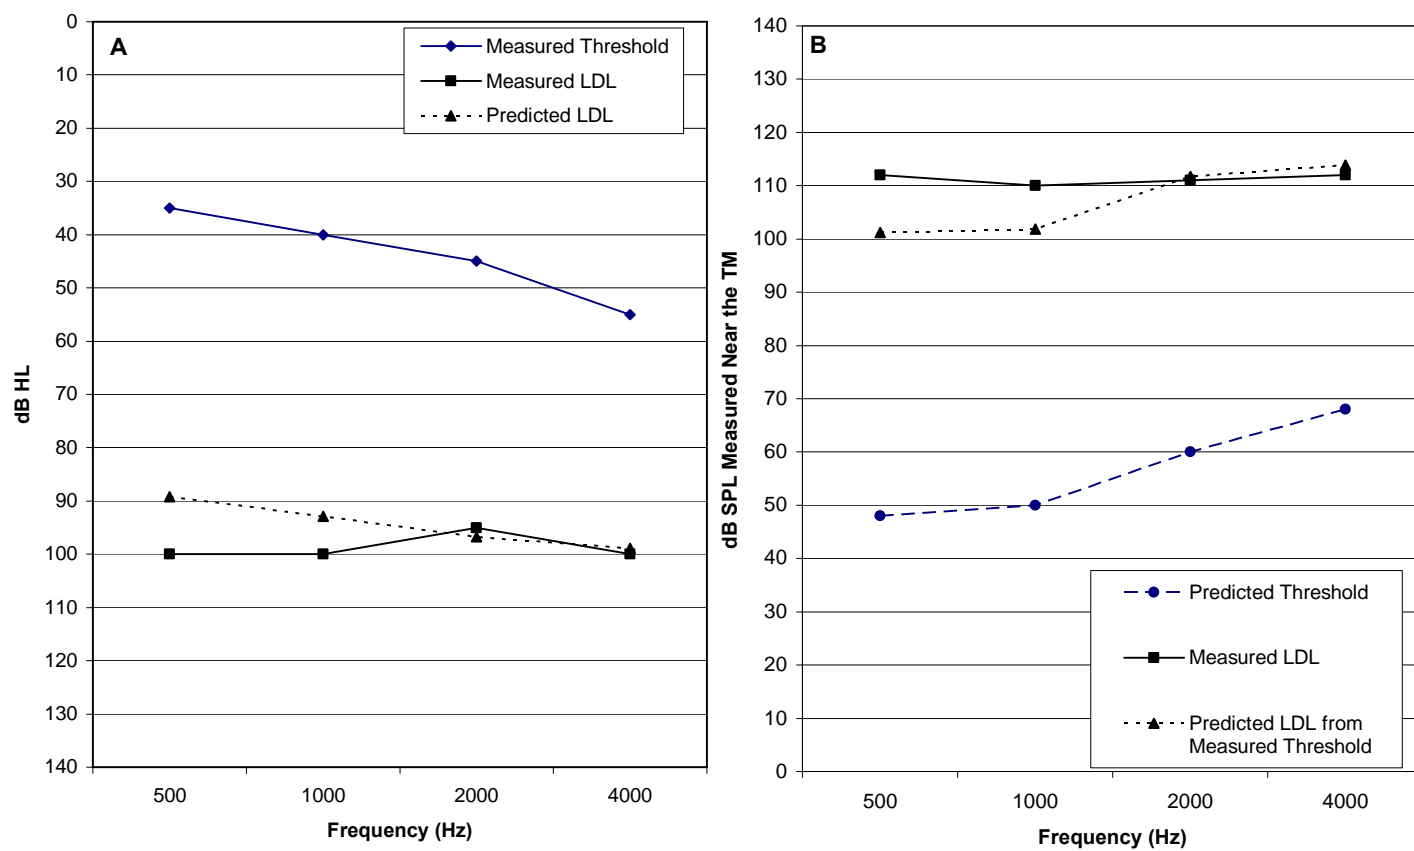 A
Measured Threshold
Measured LDL
Predicted LDL
0
10
20
30
40
50
60
70
80
90
100
110
120
130
140
dB HL
500 1000 2000 4000
Frequency (Hz)
B
140
130
120
110
100
90
80
70
60
50
40
30
20
10
0
dB SPL Measured Near the TM
Predicted Threshold
Measured LDL
Predicted LDL from
Measured Threshold
500 1000 2000 4000
Frequency (Hz)